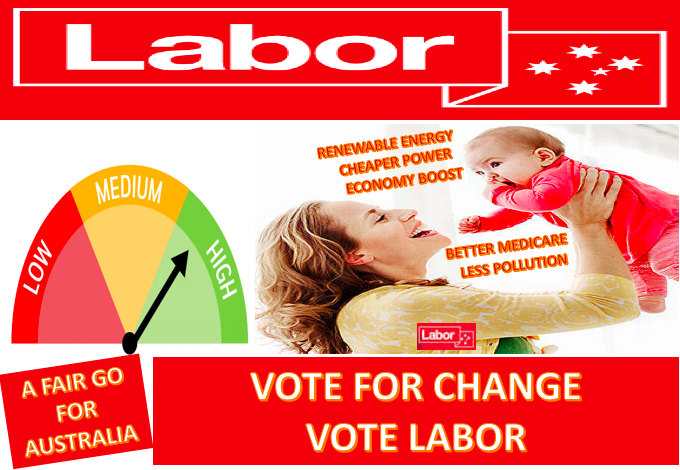 Labor
LOW
MEDIUM
HIGH
RENEWABLE ENERGY
CHEAPER POWER
ECONOMY BOOST
BETTER MEDICARE
LESS POLLUTION
Labor
A FAIR GO
FOR
AUSTRALIA
VOTE FOR CHANGE
VOTE LABOR